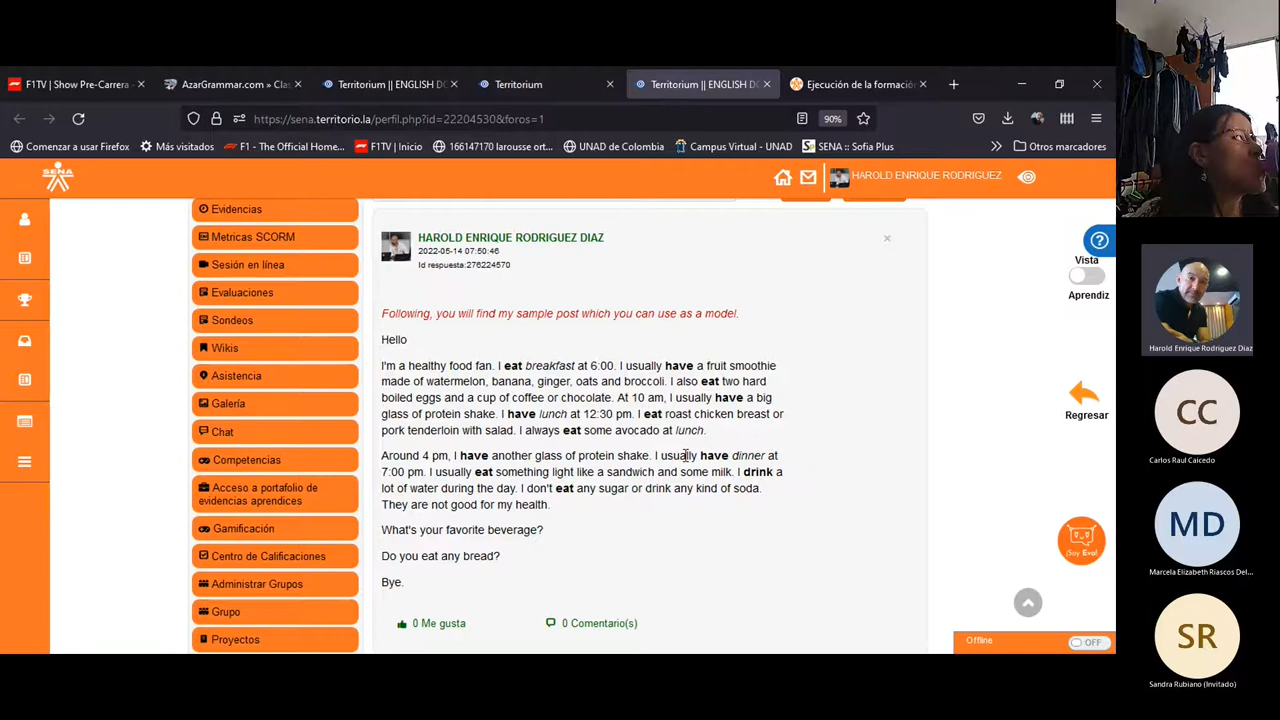 F1TV | Show Pre-Carrera -
AzarGrammar.com » Clas
Territorium || ENGLISH DC
Territorium
Territorium || ENGLISH DC
Ejecución de la formación
https://sena.territorio.la/perfil.php?id=22204530&foros=1
90%
Comenzar a usar Firefox
Más visitados
F1 - The Official Home...
F1TV | Inicio
166147170 larousse ort...
UNAD de Colombia
Campus Virtual - UNAD
SENA :: Sofia Plus
Otros marcadores
SENA
HAROLD ENRIQUE RODRIGUEZ
Evidencias
Metricas SCORM
Sesión en línea
Evaluaciones
Sondeos
Wikis
Asistencia
Galería
Chat
Competencias
Acceso a portafolio de
evidencias aprendices
Gamificación
Centro de Calificaciones
Administrar Grupos
Grupo
Proyectos
HAROLD ENRIQUE RODRIGUEZ DIAZ
2022-05-14 07:50:46
Id respuesta:276224570
Following, you will find my sample post which you can use as a model.
Hello
I'm a healthy food fan. I eat breakfast at 6:00. I usually have a fruit smoothie
made of watermelon, banana, ginger, oats and broccoli. I also eat two hard
boiled eggs and a cup of coffee or chocolate. At 10 am, I usually have a big
glass of protein shake. I have lunch at 12:30 pm. I eat roast chicken breast or
pork tenderloin with salad. I always eat some avocado at lunch.
Around 4 pm, I have another glass of protein shake. I usually have dinner at
7:00 pm. I usually eat something light like a sandwich and some milk. I drink a
lot of water during the day. I don't eat any sugar or drink any kind of soda.
They are not good for my health.
What's your favorite beverage?
Do you eat any bread?
Bye.
0 Me gusta
0 Comentario(s)
Vista
Aprendiz
Regresar
¡Soy Eva!
Offline
OFF
Harold Enrique Rodriguez Diaz
CC
Carlos Raul Caicedo
MD
Marcela Elizabeth Riascos Del...
SR
Sandra Rubiano (Invitado)